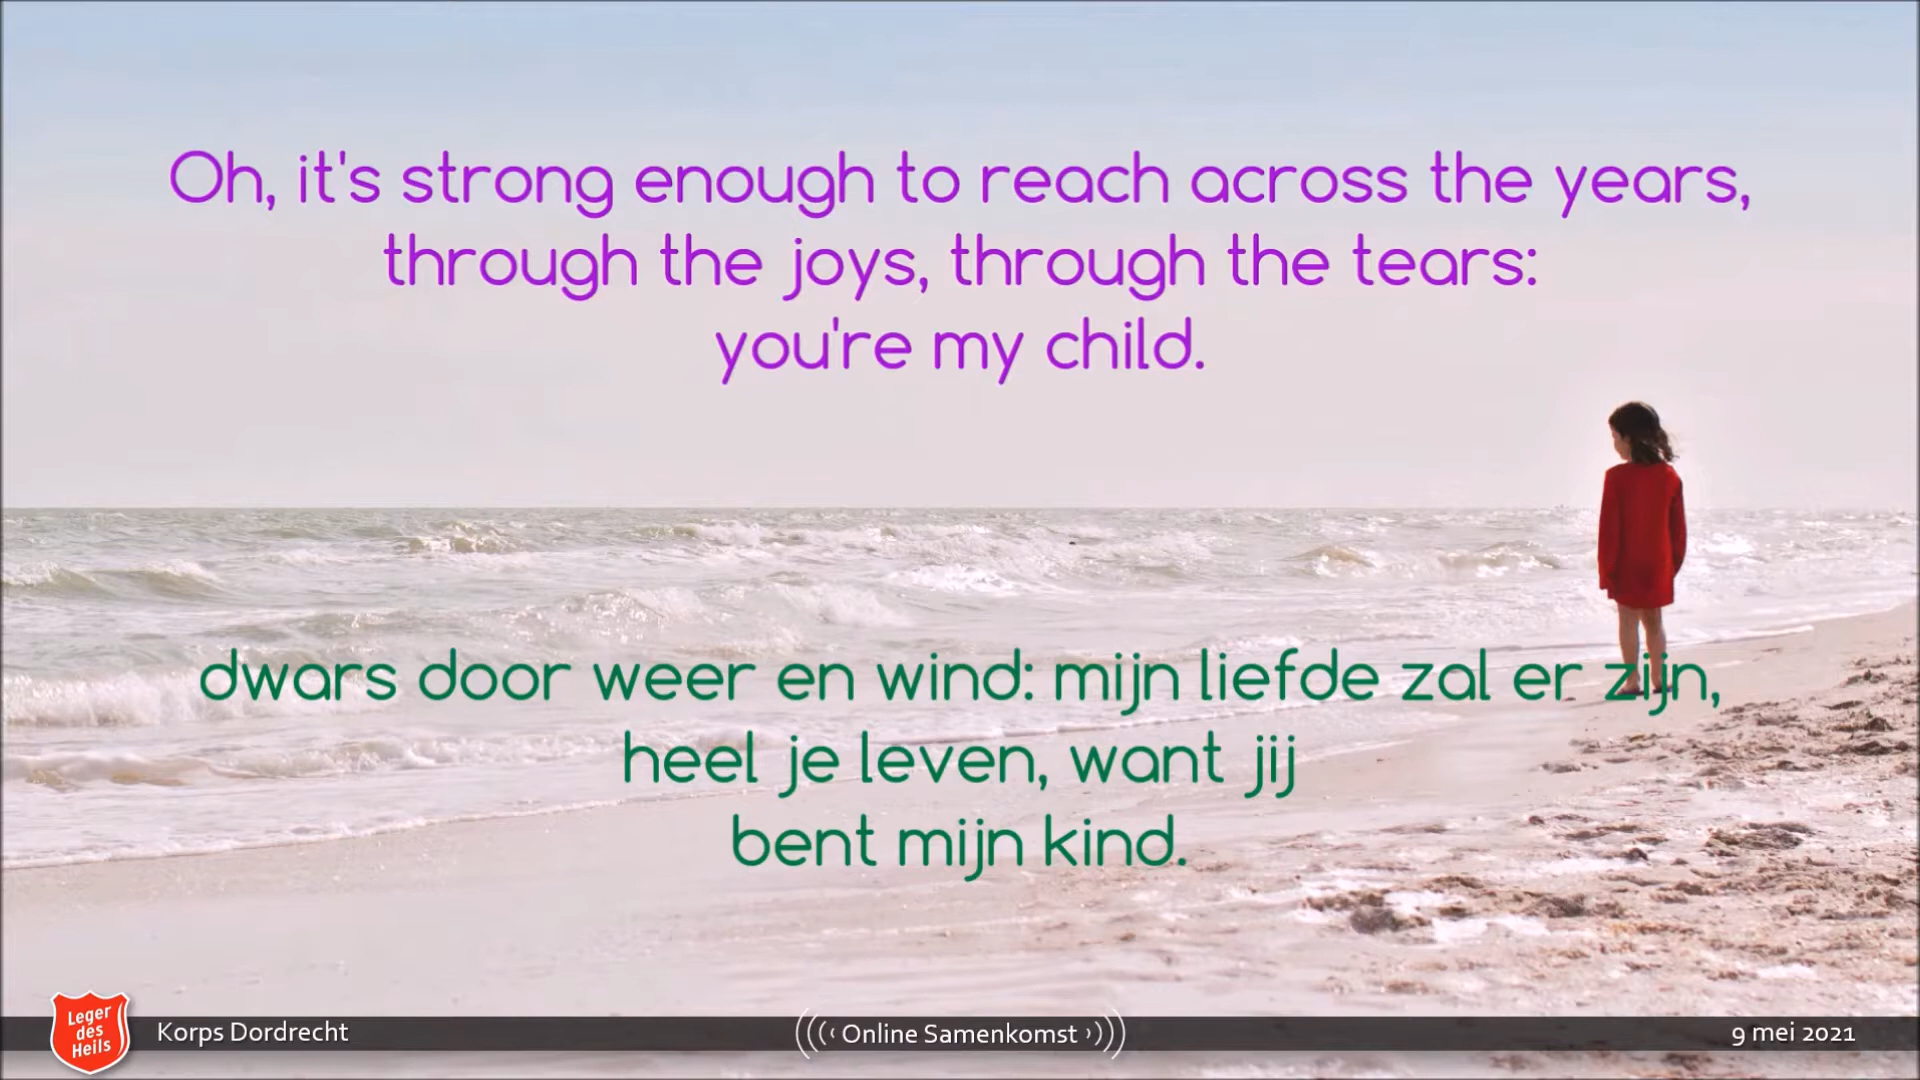 Oh, it's strong enough to reach across the years,
through the joys, through the tears:
you're my child.
dwars door weer en wind: mijn liefde zal er zijn,
heel je leven, want jij
bent mijn kind.
Leger
des
Heils
Korps Dordrecht
Online Samenkomst
9 mei 2021